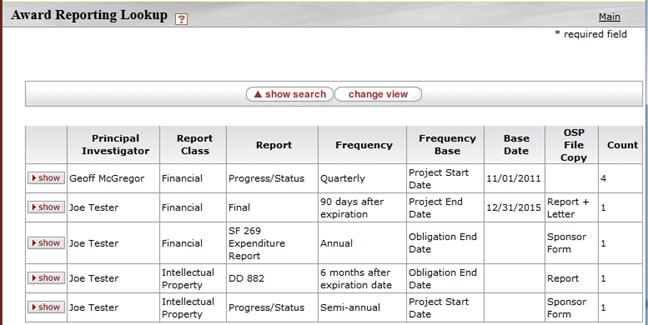 Award Reporting Lookup ?
Main
* required field
show search change view
Principal Investigator Report Class Report Frequency Frequency Base Base Date OSP File Copy Count
show Geoff McGregor Financial Progress/Status Quarterly Project Start Date 11/01/2011 4
show Joe Tester Financial Final 90 days after expiration Project End Date 12/31/2015 Report + Letter 1
show Joe Tester Financial SF 269 Expenditure Report Annual Obligation End Date Sponsor Form 1
show Joe Tester Intellectual Property DD 882 6 months after expiration date Obligation End Date Report 1
show Joe Tester Intellectual Property Progress/Status Semi-annual Project Start Date Sponsor Form 1